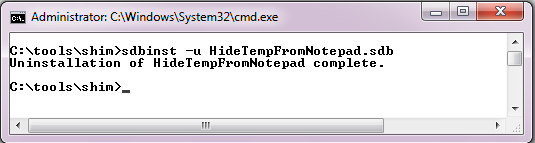 Administrator: C:\Windows\System32\cmd.exe
C:\tools\shim>sdbinst -u HideTempFromNotepad.sdb
Uninstallation of HideTempFromNotepad complete.
C:\tools\shim>_